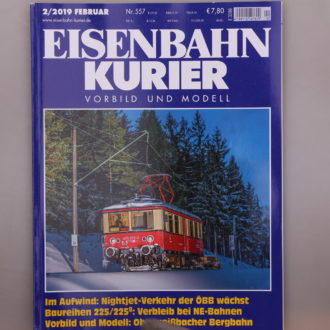 2/2019 FEBRUAR Nr. 557 € 7,80
www.eisenbahn-kurier.de
EISENBAHN
KURIER
VORBILD UND MODELL
Im Aufwind: Nightjet-Verkehr der ÖBB wächst
Baureihen 225/225⁸: Verbleib bei NE-Bahnen
Vorbild und Modell: Bergbahn